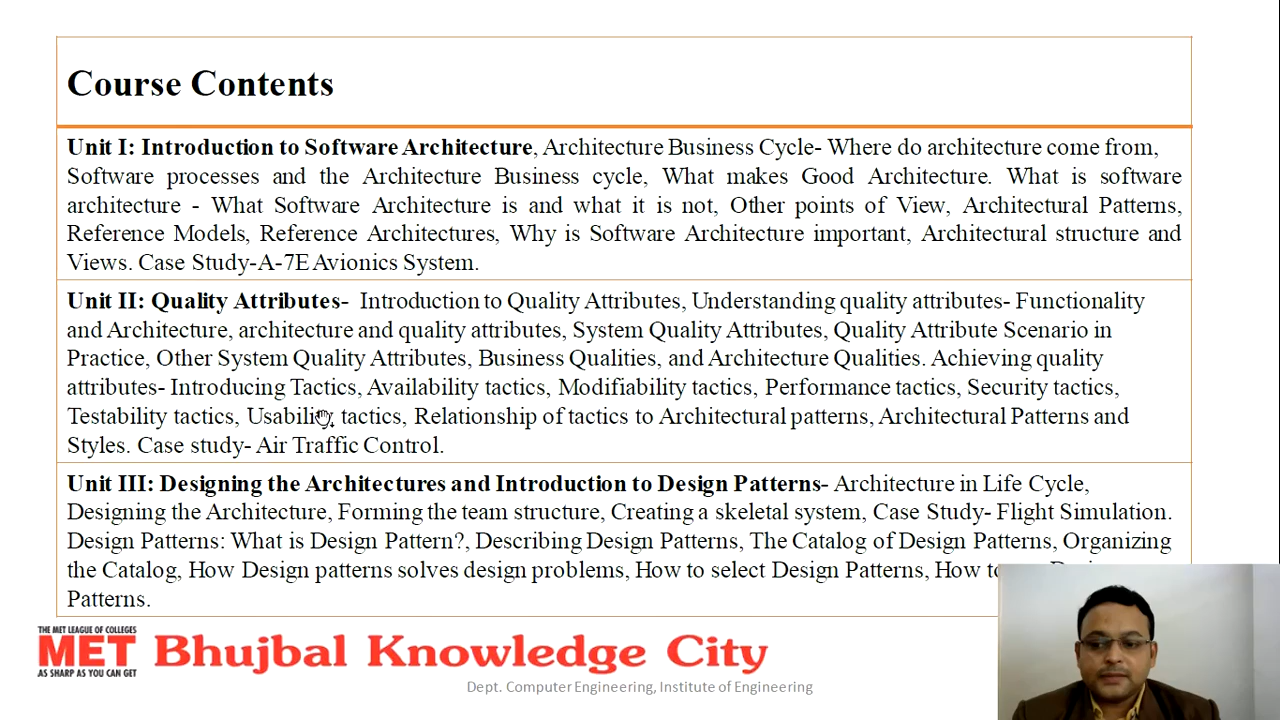 Course Contents
Unit I: Introduction to Software Architecture, Architecture Business Cycle- Where do architecture come from,
Software processes and the Architecture Business cycle, What makes Good Architecture. What is software
architecture - What Software Architecture is and what it is not, Other points of View, Architectural Patterns,
Reference Models, Reference Architectures, Why is Software Architecture important, Architectural structure and
Views. Case Study-A-7E Avionics System.
Unit II: Quality Attributes- Introduction to Quality Attributes, Understanding quality attributes- Functionality
and Architecture, architecture and quality attributes, System Quality Attributes, Quality Attribute Scenario in
Practice, Other System Quality Attributes, Business Qualities, and Architecture Qualities. Achieving quality
attributes- Introducing Tactics, Availability tactics, Modifiability tactics, Performance tactics, Security tactics,
Testability tactics, Usability tactics, Relationship of tactics to Architectural patterns, Architectural Patterns and
Styles. Case study- Air Traffic Control.
Unit III: Designing the Architectures and Introduction to Design Patterns- Architecture in Life Cycle,
Designing the Architecture, Forming the team structure, Creating a skeletal system, Case Study- Flight Simulation.
Design Patterns: What is Design Pattern?, Describing Design Patterns, The Catalog of Design Patterns, Organizing
the Catalog, How Design patterns solves design problems, How to select Design Patterns, How
Patterns.
THE MET LEAGUE OF COLLEGES
MET
AS SHARP AS YOU CAN GET
Bhujbal Knowledge City
Dept. Computer Engineering, Institute of Engineering